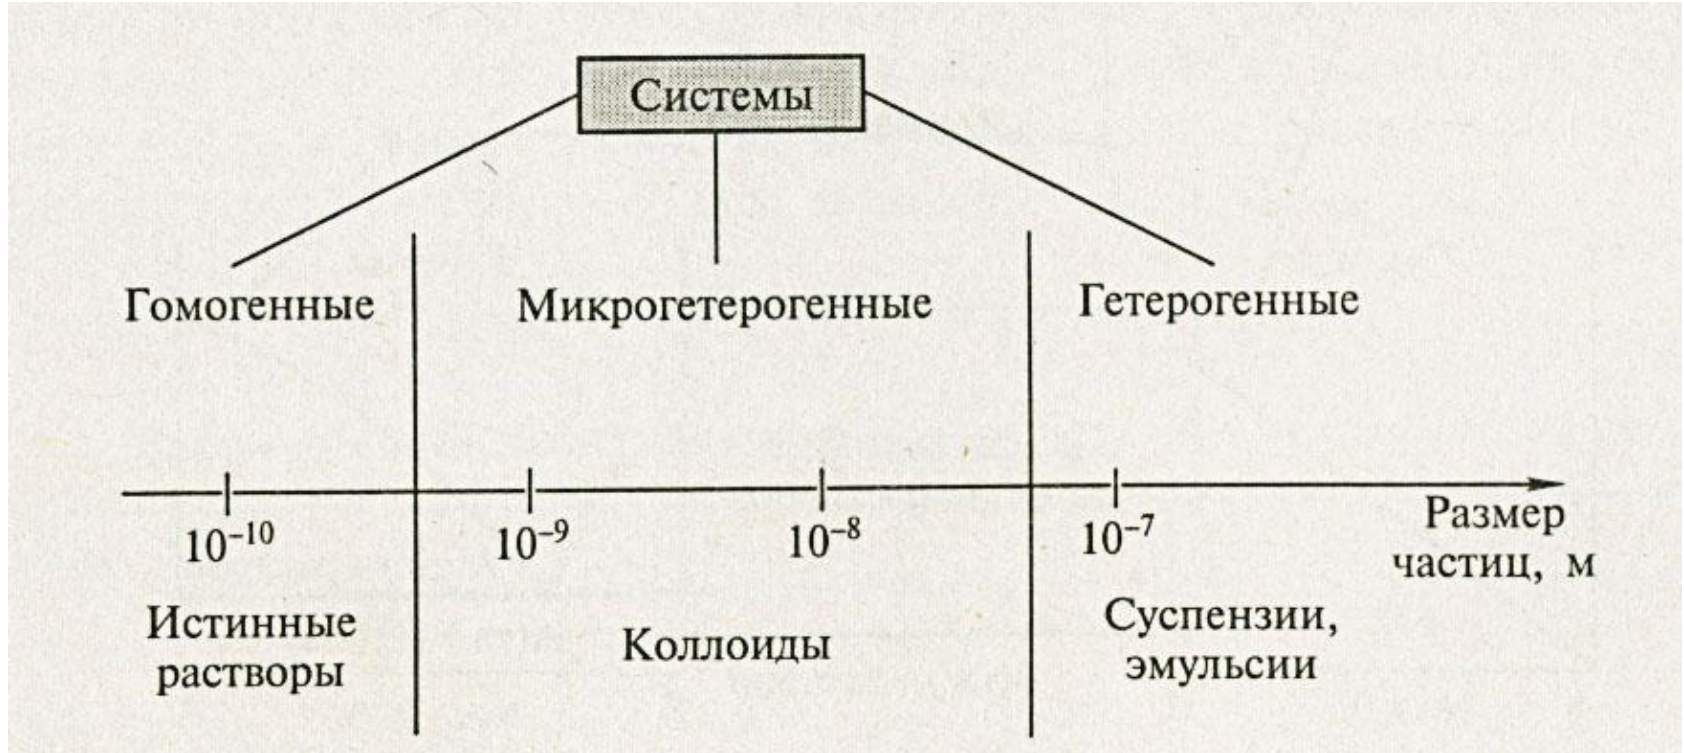 Системы
Гомогенные
Микрогетерогенные
Гетерогенные
10⁻¹⁰
10⁻⁹
10⁻⁸
10⁻⁷
Размер
частиц, м
Истинные
растворы
Коллоиды
Суспензии,
эмульсии